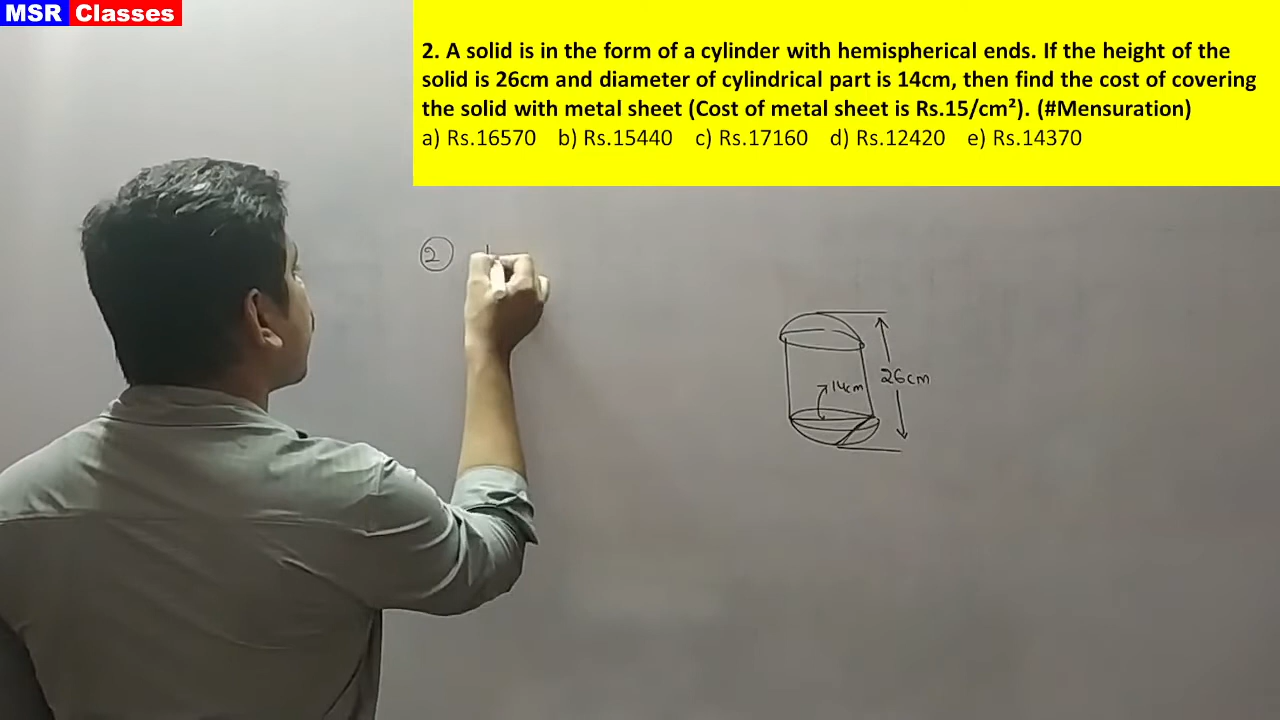 MSR Classes
2. A solid is in the form of a cylinder with hemispherical ends. If the height of the
solid is 26cm and diameter of cylindrical part is 14cm, then find the cost of covering
the solid with metal sheet (Cost of metal sheet is Rs.15/cm²). (#Mensuration)
a) Rs.16570 b) Rs.15440 c) Rs.17160 d) Rs.12420 e) Rs.14370
2
14cm
26cm